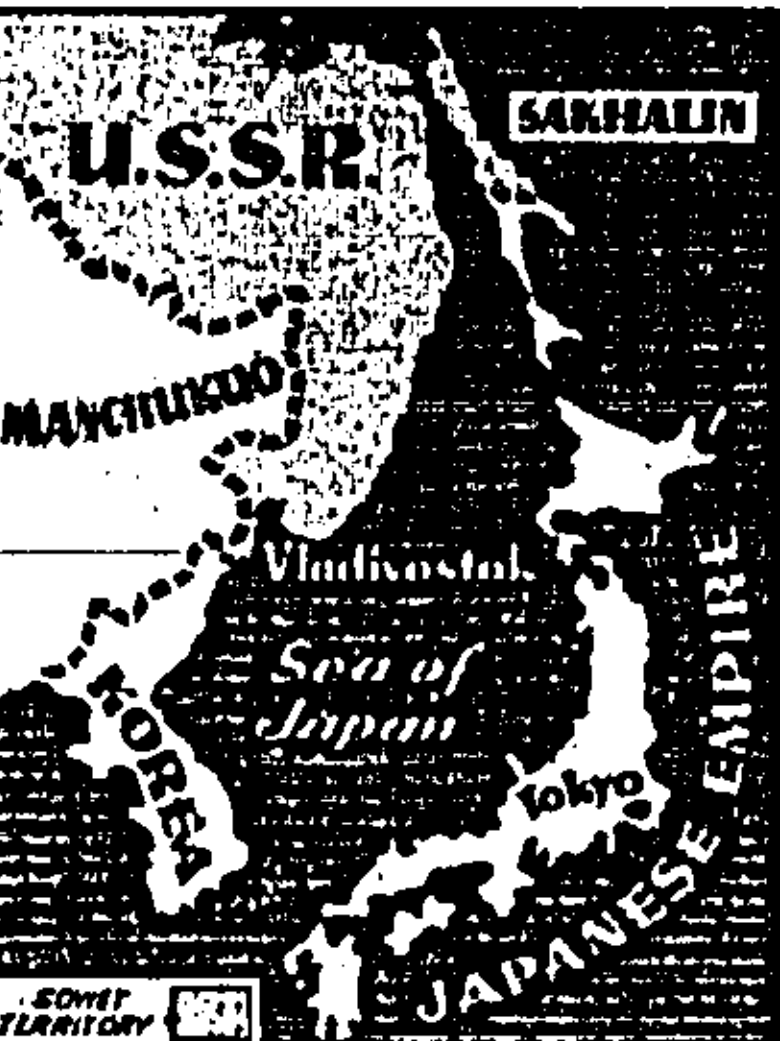 SAKHALIN
U.S.S.R.
MANCHUKUO
Vladivostok
Sea of
Japan
KOREA
Tokyo
JAPANESE EMPIRE
SOVIET
TERRITORY